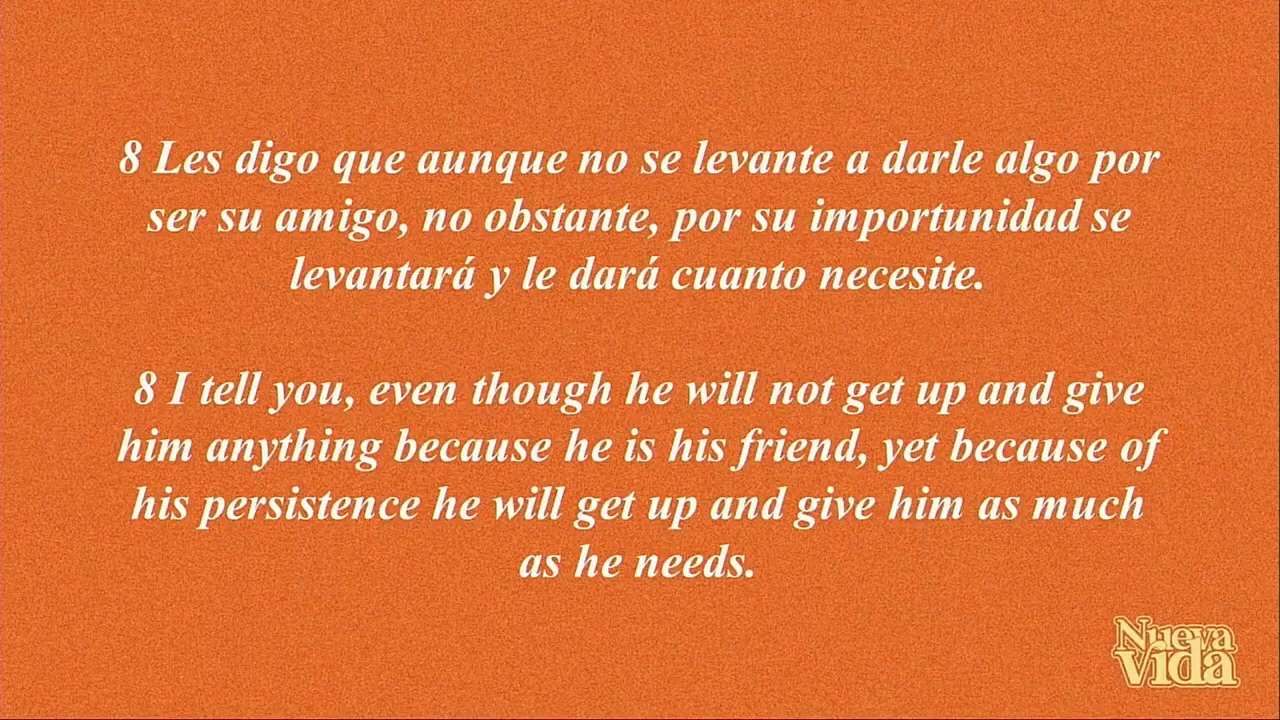 8 Les digo que aunque no se levante a darle algo por
ser su amigo, no obstante, por su importunidad se
levantará y le dará cuanto necesite.
8 I tell you, even though he will not get up and give
him anything because he is his friend, yet because of
his persistence he will get up and give him as much
as he needs.
Nueva
Vida